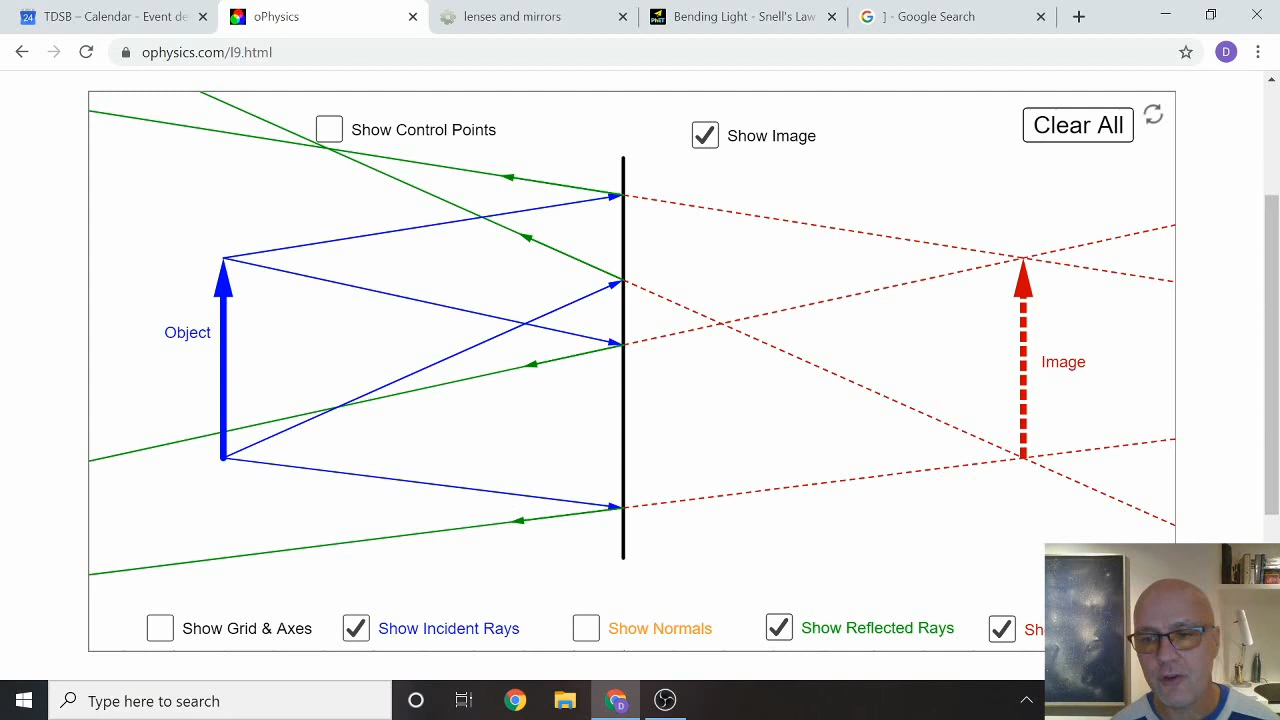 24 TDSB – Calendar - Event de
oPhysics
lenses and mirrors
PhET Bending Light - Snell's Law
] - Google Search
ophysics.com/l9.html
D
Show Control Points
Show Image
Clear All
Object
Image
Show Grid & Axes
Show Incident Rays
Show Normals
Show Reflected Rays
Sh
Type here to search
D